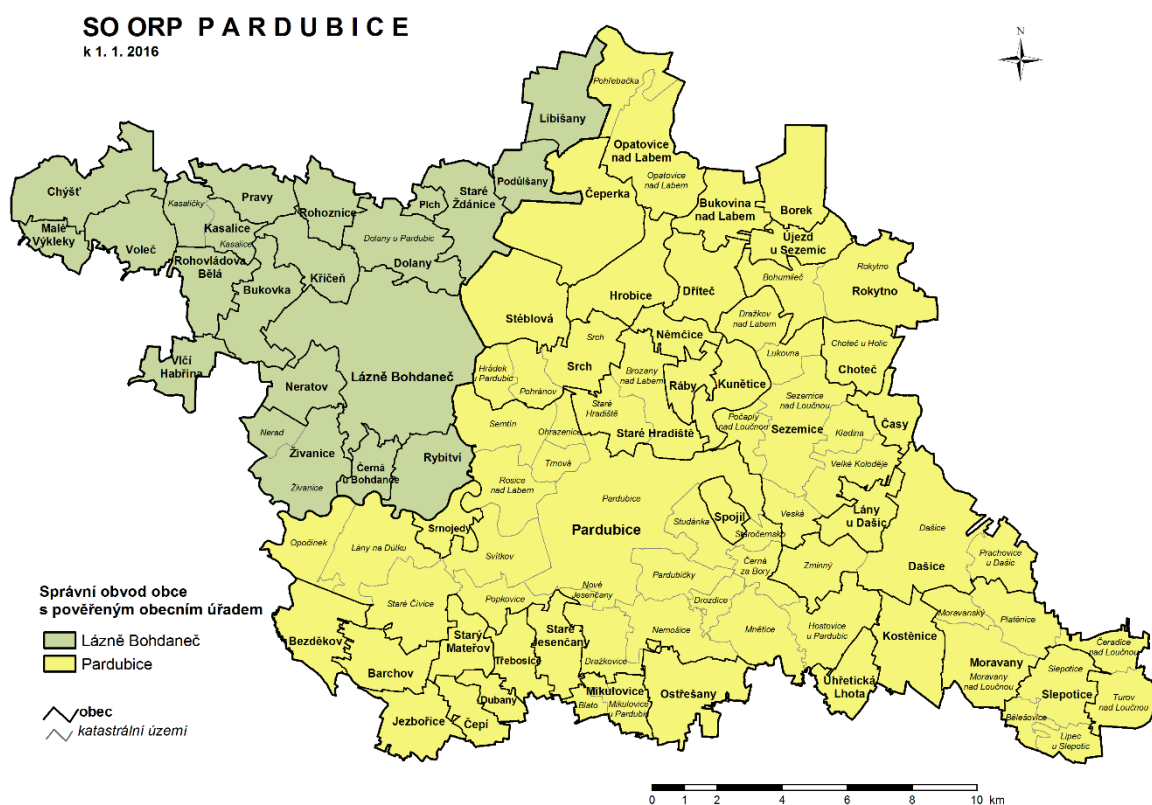 SO ORP PARDUBICE
k 1. 1. 2016
N
Pohřebačka
Libišany
Opatovice
nad Labem
Opatovice
nad Labem
Podůlšany
Čeperka
Bukovina
nad Labem
Borek
Chýšť
Kasaličky
Pravy
Rohoznice
Plch
Staré
Ždánice
Malé
Výkleky
Voleč
Kasalice
Kasalice
Dolany u Pardubic
Dolany
Újezd
u Sezemic
Rohovládova
Bělá
Bukovka
Křičeň
Bohumileč
Rokytno
Rokytno
Hrobice
Dříteč
Stéblová
Dražkov
nad Labem
Srch
Němčice
Lukovna
Choteč u Holic
Choteč
Vlčí
Habřina
Neratov
Lázně Bohdaneč
Hrádek
u Pardubic
Pohránov
Srch
Brozany
nad Labem
Ráby
Kunětice
Sezemice
nad Loučnou
Staré
Hradiště
Počaply
nad Loučnou
Sezemice
Časy
Kladina
Semtín
Ohrazenice
Staré Hradiště
Nerad
Živanice
Živanice
Černá
u Bohdanče
Rybitví
Trnová
Velké Koloděje
Rosice
nad Labem
Pardubice
Pardubice
Studánka
Spojil
Veská
Lány
u Dašic
Dašice
Dašice
Prachovice
u Dašic
Srnojedy
Staročernsko
Opočínek
Lány na Důlku
Svítkov
Černá
za Bory
Zminný
Pardubičky
Správní obvod obce
s pověřeným obecním úřadem
Lázně Bohdaneč
Pardubice
obec
katastrální území
Staré Čívice
Popkovice
Nové
Jesenčany
Drozdice
Nemošice
Mnětice
Hostovice
u Pardubic
Kostěnice
Moravanský
Platěnice
Bezděkov
Barchov
Starý
Mateřov
Třebosice
Staré
Jesenčany
Dražkovice
Moravany
Moravany
nad Loučnou
Čeradice
nad Loučnou
Slepotice
Slepotice
Turov
nad Loučnou
Bělešovice
Lipec
u Slepotic
Úhřetická
Lhota
Ostřešany
Mikulovice
Blato
Mikulovice
u Pardubic
Dubany
Jezbořice
Čepí
0 1 2 4 6 8 10 km